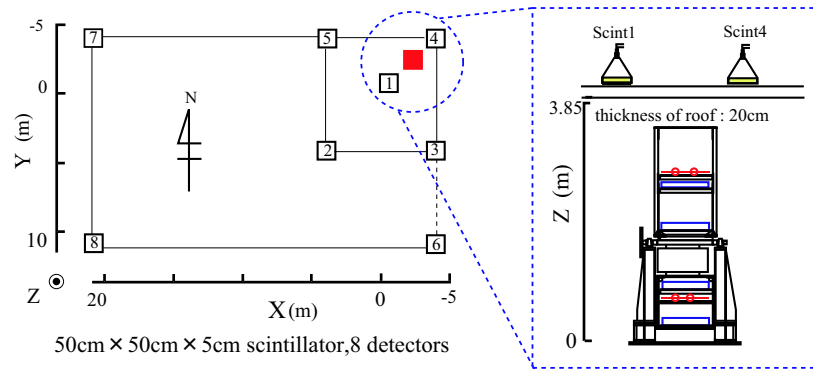 -5
0
10
Y (m)
7
5
4
1
2
3
8
6
N
Z
20
0
-5
X(m)
50cm×50cm×5cm scintillator,8 detectors
Scint1
Scint4
3.85
thickness of roof : 20cm
Z (m)
0